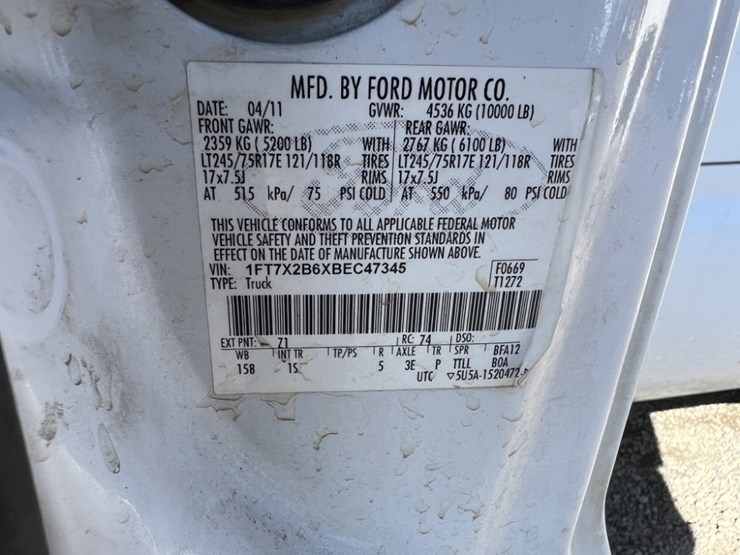 MFD. BY FORD MOTOR CO.
DATE: 04/11 GVWR: 4536 KG (10000 LB)
FRONT GAWR: REAR GAWR:
2359 KG ( 5200 LB) WITH 2767 KG ( 6100 LB) WITH
LT245/75R17E 121/118R TIRES LT245/75R17E 121/118R TIRES
17x7.5J RIMS 17x7.5J RIMS
AT 515 kPa/ 75 PSI COLD AT 550 kPa/ 80 PSI COLD
THIS VEHICLE CONFORMS TO ALL APPLICABLE FEDERAL MOTOR
VEHICLE SAFETY AND THEFT PREVENTION STANDARDS IN
EFFECT ON THE DATE OF MANUFACTURE SHOWN ABOVE.
VIN: 1FT7X2B6XBEC47345 F0669
TYPE: Truck T1272
EXT PNT: Z1 RC: 74 DSO:
WB INT TR TP/PS R AXLE TR SPR BFA12
158 1S 5 3E P TTLL BOA
UTC ▽5U5A-1520472-